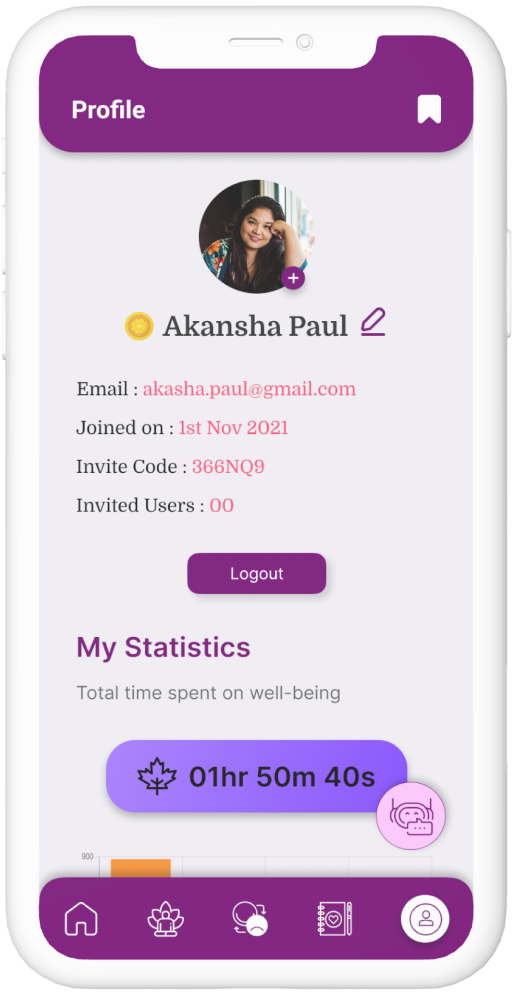 Profile
Akansha Paul
Email : akasha.paul@gmail.com
Joined on : 1st Nov 2021
Invite Code : 366NQ9
Invited Users : 00
Logout
My Statistics
Total time spent on well-being
01hr 50m 40s
900